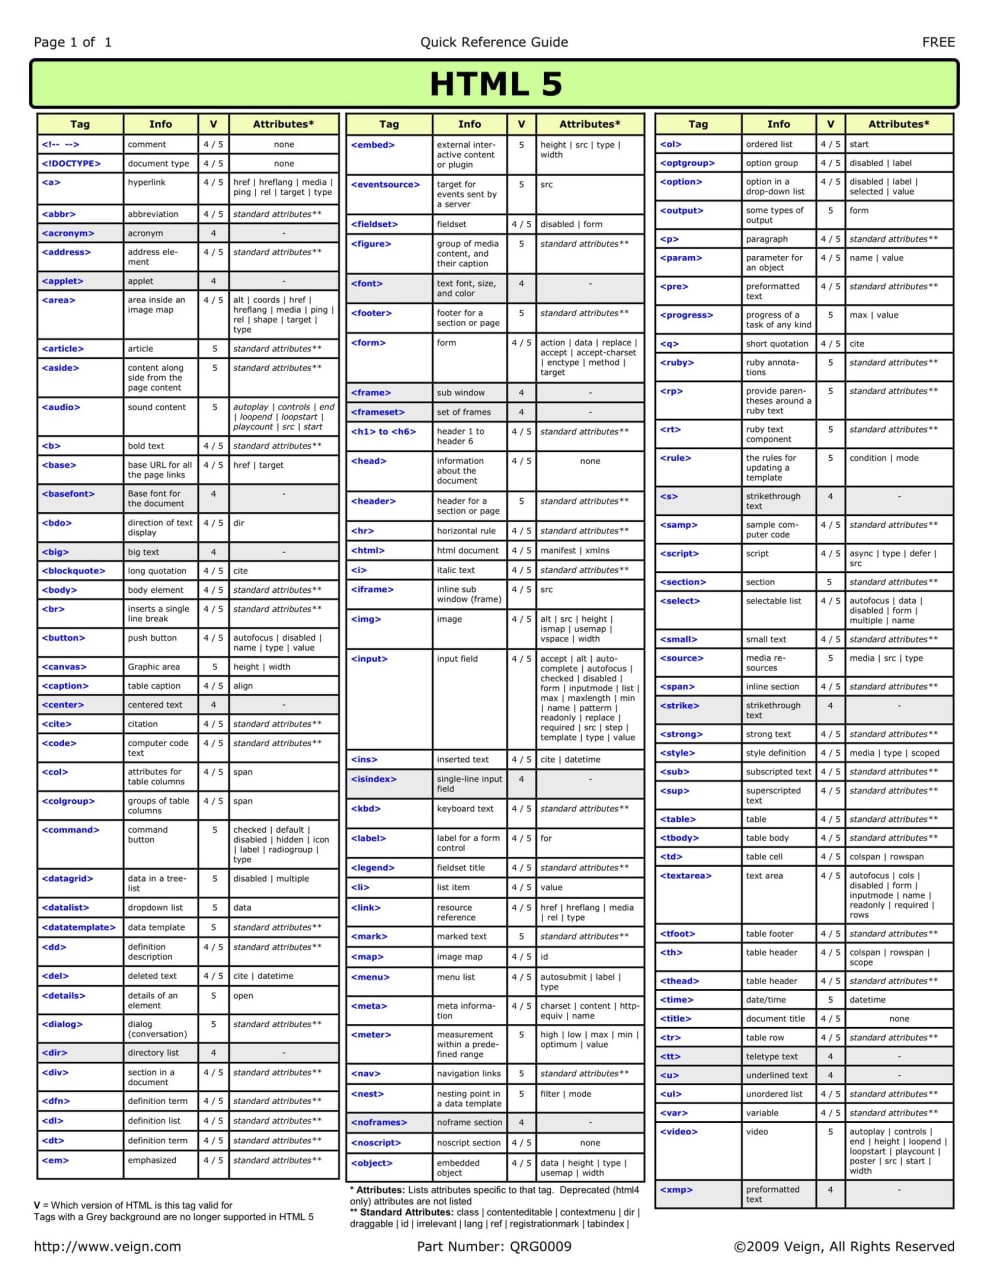 Page 1 of 1
Quick Reference Guide
FREE
HTML 5
Tag Info V Attributes*
<!-- --> comment 4 / 5 none
<!DOCTYPE> document type 4 / 5 none
<a> hyperlink 4 / 5 href | hreflang | media |
ping | rel | target | type
<abbr> abbreviation 4 / 5 standard attributes**
<acronym> acronym 4 -
<address> address ele- 4 / 5 standard attributes**
ment
<applet> applet 4 -
<area> area inside an 4 / 5 alt | coords | href |
image map hreflang | media | ping |
rel | shape | target |
type
<article> article 5 standard attributes**
<aside> content along 5 standard attributes**
side from the
page content
<audio> sound content 5 autoplay | controls | end
| loopend | loopstart |
playcount | src | start
<b> bold text 4 / 5 standard attributes**
<base> base URL for all 4 / 5 href | target
the page links
<basefont> Base font for 4 -
the document
<bdo> direction of text 4 / 5 dir
display
<big> big text 4 -
<blockquote> long quotation 4 / 5 cite
<body> body element 4 / 5 standard attributes**
<br> inserts a single 4 / 5 standard attributes**
line break
<button> push button 4 / 5 autofocus | disabled |
name | type | value
<canvas> Graphic area 5 height | width
<caption> table caption 4 / 5 align
<center> centered text 4 -
<cite> citation 4 / 5 standard attributes**
<code> computer code 4 / 5 standard attributes**
text
<col> attributes for 4 / 5 span
table columns
<colgroup> groups of table 4 / 5 span
columns
<command> command 5 checked | default |
button disabled | hidden | icon
| label | radiogroup |
type
<datagrid> data in a tree- 5 disabled | multiple
list
<datalist> dropdown list 5 data
<datatemplate> data template 5 standard attributes**
<dd> definition 4 / 5 standard attributes**
description
<del> deleted text 4 / 5 cite | datetime
<details> details of an 5 open
element
<dialog> dialog 5 standard attributes**
(conversation)
<dir> directory list 4 -
<div> section in a 4 / 5 standard attributes**
document
<dfn> definition term 4 / 5 standard attributes**
<dl> definition list 4 / 5 standard attributes**
<dt> definition term 4 / 5 standard attributes**
<em> emphasized 4 / 5 standard attributes**
V = Which version of HTML is this tag valid for
Tags with a Grey background are no longer supported in HTML 5
Tag Info V Attributes*
<embed> external inter- 5 height | src | type |
active content width
or plugin
<eventsource> target for 5 src
events sent by
a server
<fieldset> fieldset 4 / 5 disabled | form
<figure> group of media 5 standard attributes**
content, and
their caption
<font> text font, size, 4 -
and color
<footer> footer for a 5 standard attributes**
section or page
<form> form 4 / 5 action | data | replace |
accept | accept-charset
| enctype | method |
target
<frame> sub window 4 -
<frameset> set of frames 4 -
<h1> to <h6> header 1 to 4 / 5 standard attributes**
header 6
<head> information 4 / 5 none
about the
document
<header> header for a 5 standard attributes**
section or page
<hr> horizontal rule 4 / 5 standard attributes**
<html> html document 4 / 5 manifest | xmlns
<i> italic text 4 / 5 standard attributes**
<iframe> inline sub 4 / 5 src
window (frame)
<img> image 4 / 5 alt | src | height |
ismap | usemap |
vspace | width
<input> input field 4 / 5 accept | alt | auto-
complete | autofocus |
checked | disabled |
form | inputmode | list |
max | maxlength | min
| name | patterm |
readonly | replace |
required | src | step |
template | type | value
<ins> inserted text 4 / 5 cite | datetime
<isindex> single-line input 4 -
field
<kbd> keyboard text 4 / 5 standard attributes**
<label> label for a form 4 / 5 for
control
<legend> fieldset title 4 / 5 standard attributes**
<li> list item 4 / 5 value
<link> resource 4 / 5 href | hreflang | media
reference | rel | type
<mark> marked text 5 standard attributes**
<map> image map 4 / 5 id
<menu> menu list 4 / 5 autosubmit | label |
type
<meta> meta informa- 4 / 5 charset | content | http-
tion equiv | name
<meter> measurement 5 high | low | max | min |
within a prede- optimum | value
fined range
<nav> navigation links 5 standard attributes**
<nest> nesting point in 5 filter | mode
a data template
<noframes> noframe section 4 -
<noscript> noscript section 4 / 5 none
<object> embedded 4 / 5 data | height | type |
object usemap | width
* Attributes: Lists attributes specific to that tag. Deprecated (html4
only) attributes are not listed
** Standard Attributes: class | contenteditable | contextmenu | dir |
draggable | id | irrelevant | lang | ref | registrationmark | tabindex |
Tag Info V Attributes*
<ol> ordered list 4 / 5 start
<optgroup> option group 4 / 5 disabled | label
<option> option in a 4 / 5 disabled | label |
drop-down list selected | value
<output> some types of 5 form
output
<p> paragraph 4 / 5 standard attributes**
<param> parameter for 4 / 5 name | value
an object
<pre> preformatted 4 / 5 standard attributes**
text
<progress> progress of a 5 max | value
task of any kind
<q> short quotation 4 / 5 cite
<ruby> ruby annota- 5 standard attributes**
tions
<rp> provide paren- 5 standard attributes**
theses around a
ruby text
<rt> ruby text 5 standard attributes**
component
<rule> the rules for 5 condition | mode
updating a
template
<s> strikethrough 4 -
text
<samp> sample com- 4 / 5 standard attributes**
puter code
<script> script 4 / 5 async | type | defer |
src
<section> section 5 standard attributes**
<select> selectable list 4 / 5 autofocus | data |
disabled | form |
multiple | name
<small> small text 4 / 5 standard attributes**
<source> media re- 5 media | src | type
sources
<span> inline section 4 / 5 standard attributes**
<strike> strikethrough 4 -
text
<strong> strong text 4 / 5 standard attributes**
<style> style definition 4 / 5 media | type | scoped
<sub> subscripted text 4 / 5 standard attributes**
<sup> superscripted 4 / 5 standard attributes**
text
<table> table 4 / 5 standard attributes**
<tbody> table body 4 / 5 standard attributes**
<td> table cell 4 / 5 colspan | rowspan
<textarea> text area 4 / 5 autofocus | cols |
disabled | form |
inputmode | name |
readonly | required |
rows
<tfoot> table footer 4 / 5 standard attributes**
<th> table header 4 / 5 colspan | rowspan |
scope
<thead> table header 4 / 5 standard attributes**
<time> date/time 5 datetime
<title> document title 4 / 5 none
<tr> table row 4 / 5 standard attributes**
<tt> teletype text 4 -
<u> underlined text 4 -
<ul> unordered list 4 / 5 standard attributes**
<var> variable 4 / 5 standard attributes**
<video> video 5 autoplay | controls |
end | height | loopend |
loopstart | playcount |
poster | src | start |
width
<xmp> preformatted 4 -
text
http://www.veign.com
Part Number: QRG0009
©2009 Veign, All Rights Reserved